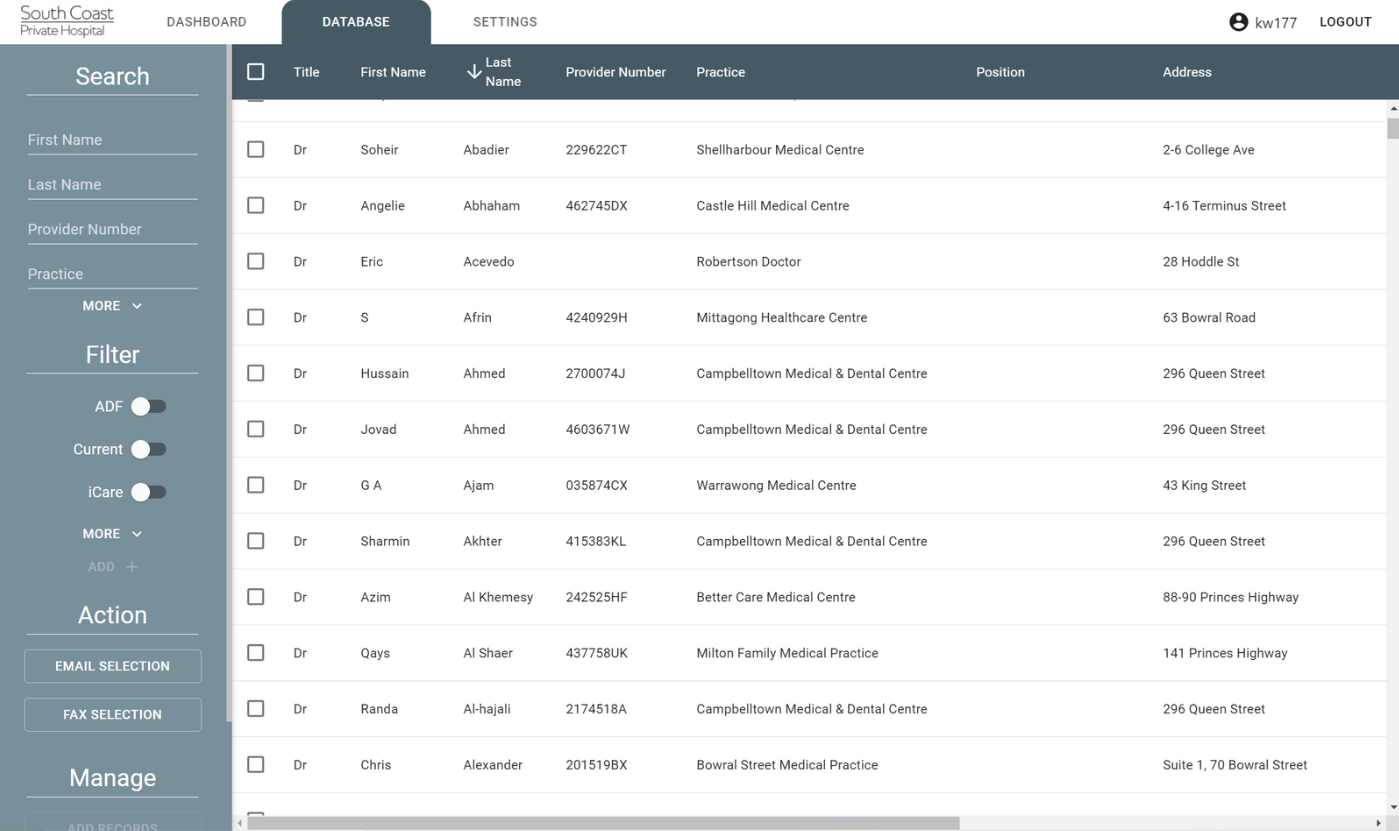 South Coast
Private Hospital
DASHBOARD
DATABASE
SETTINGS
kw177
LOGOUT
Search
First Name
Last Name
Provider Number
Practice
MORE
Filter
ADF
Current
iCare
MORE
ADD +
Action
EMAIL SELECTION
FAX SELECTION
Manage
ADD RECORDS
Title First Name Last Name Provider Number Practice Position Address
Dr Soheir Abadier 229622CT Shellharbour Medical Centre 2-6 College Ave
Dr Angelie Abhaham 462745DX Castle Hill Medical Centre 4-16 Terminus Street
Dr Eric Acevedo Robertson Doctor 28 Hoddle St
Dr S Afrin 4240929H Mittagong Healthcare Centre 63 Bowral Road
Dr Hussain Ahmed 2700074J Campbelltown Medical & Dental Centre 296 Queen Street
Dr Jovad Ahmed 4603671W Campbelltown Medical & Dental Centre 296 Queen Street
Dr G A Ajam 035874CX Warrawong Medical Centre 43 King Street
Dr Sharmin Akhter 415383KL Campbelltown Medical & Dental Centre 296 Queen Street
Dr Azim Al Khemesy 242525HF Better Care Medical Centre 88-90 Princes Highway
Dr Qays Al Shaer 437758UK Milton Family Medical Practice 141 Princes Highway
Dr Randa Al-hajali 2174518A Campbelltown Medical & Dental Centre 296 Queen Street
Dr Chris Alexander 201519BX Bowral Street Medical Practice Suite 1, 70 Bowral Street